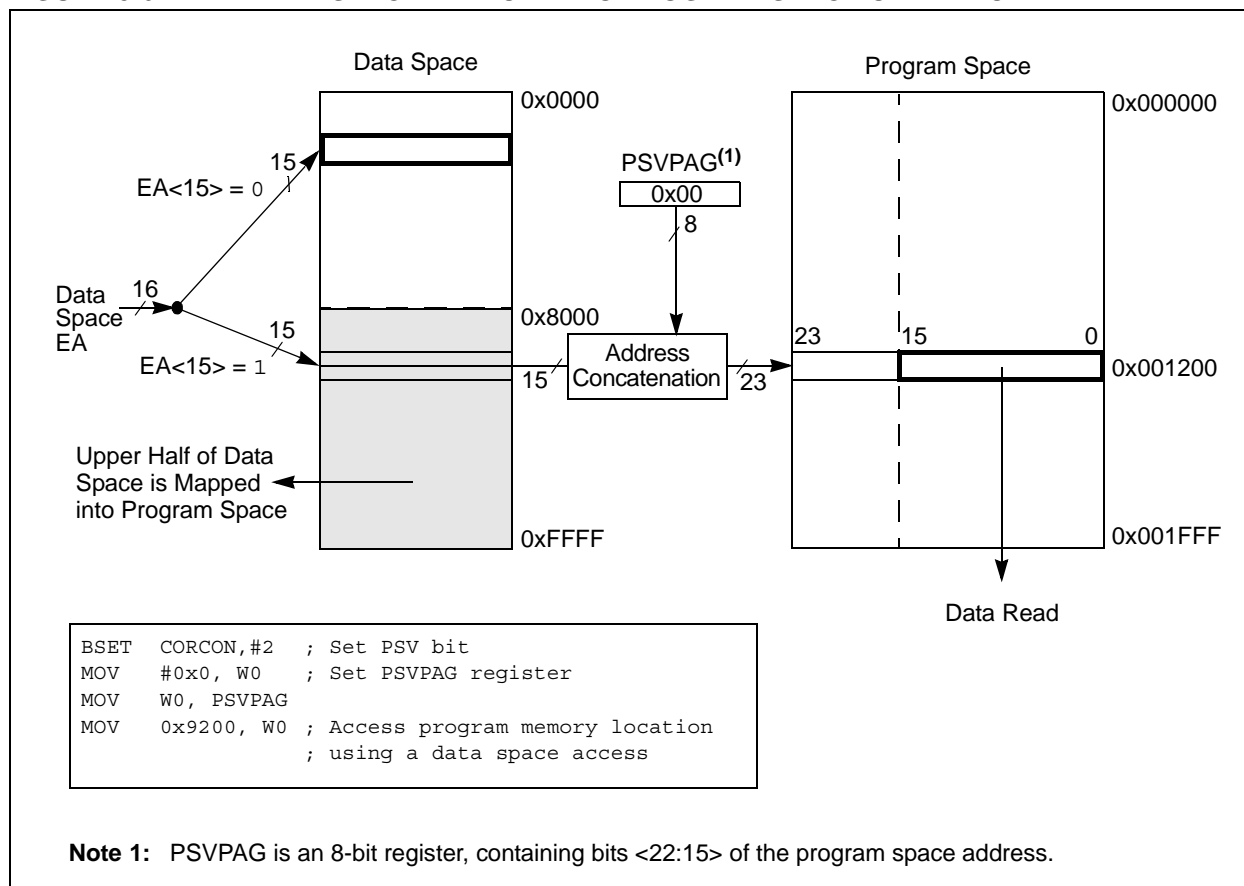 Data Space
Program Space
0x0000
0x000000
15
EA<15> = 0
PSVPAG(1)
0x00
8
16
Data
Space
EA
15
EA<15> = 1
0x8000
15
Address
Concatenation
23
23 15 0
0x001200
Upper Half of Data
Space is Mapped
into Program Space
0xFFFF
0x001FFF
Data Read
BSET CORCON,#2 ; Set PSV bit
MOV #0x0, W0 ; Set PSVPAG register
MOV W0, PSVPAG
MOV 0x9200, W0 ; Access program memory location
; using a data space access
Note 1: PSVPAG is an 8-bit register, containing bits <22:15> of the program space address.